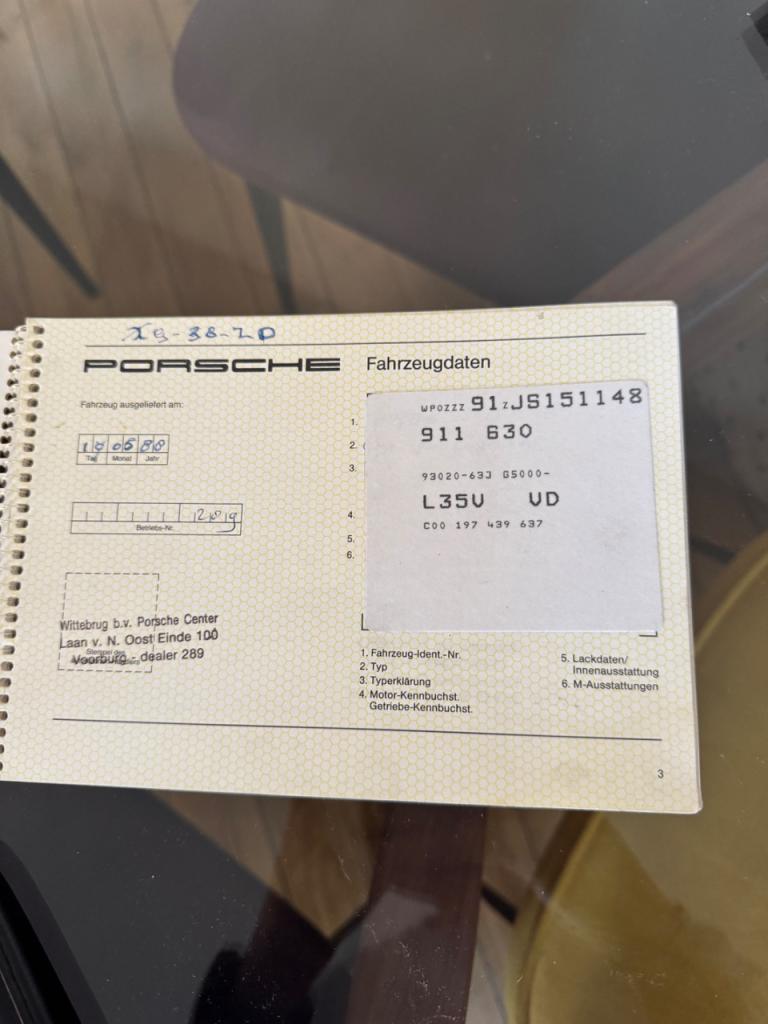 XS-38-ZD
PORSCHE Fahrzeugdaten
Fahrzeug ausgeliefert am:
10 05 88
Tag Monat Jahr
Betriebs-Nr.
Wittebrug b.v. Porsche Center
Laan v. N. Oost Einde 100
Voorburg - dealer 289
1.
2.
3.
4.
5.
6.
WPOZZZ 91ZJS151148
911 630
93020-63J G5000-
L35V VD
C00 197 439 637
1. Fahrzeug-Ident.-Nr.
2. Typ
3. Typerklärung
4. Motor-Kennbuchst.
Getriebe-Kennbuchst.
5. Lackdaten/
Innenausstattung
6. M-Ausstattungen
3